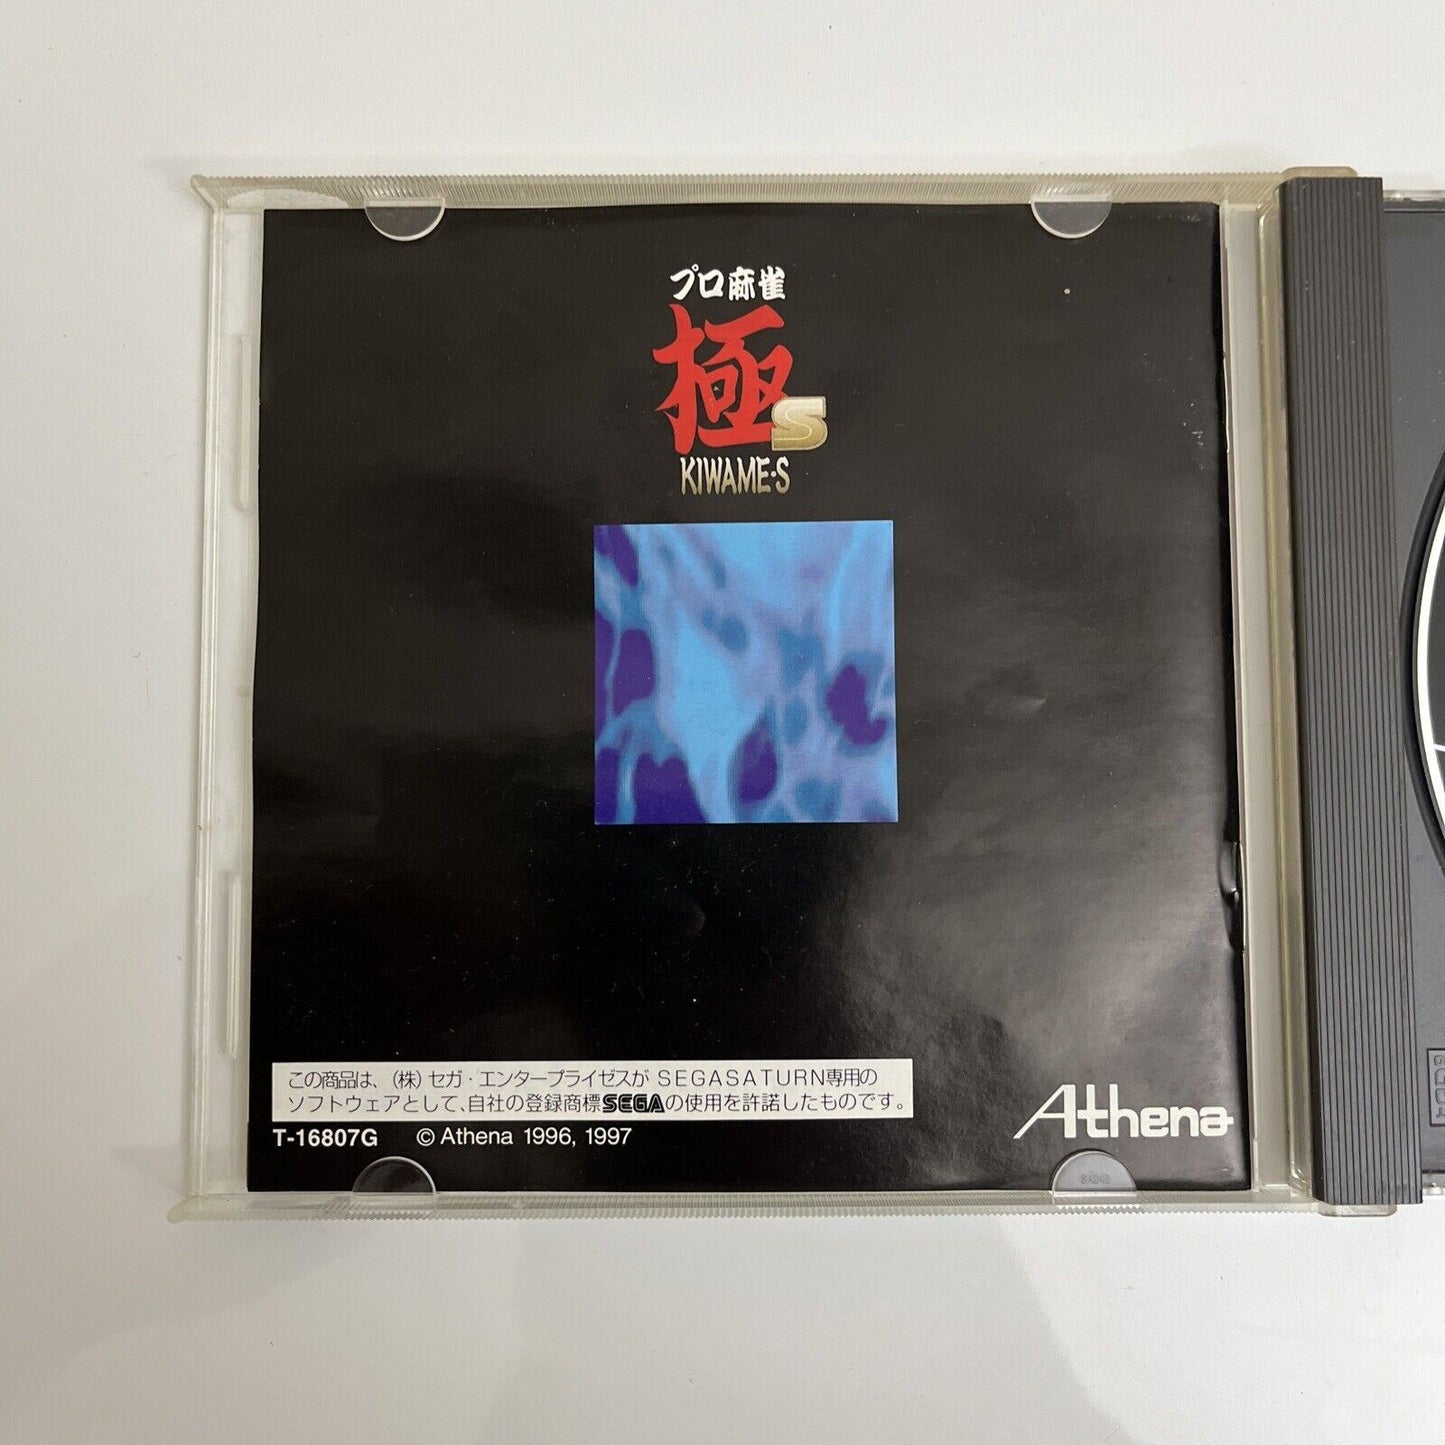 プロ麻雀
極S
KIWAME・S
この商品は、(株)セガ・エンタープライゼスが SEGASATURN専用の
ソフトウェアとして、自社の登録商標SEGAの使用を許諾したものです。
T-16807G © Athena 1996, 1997
Athena